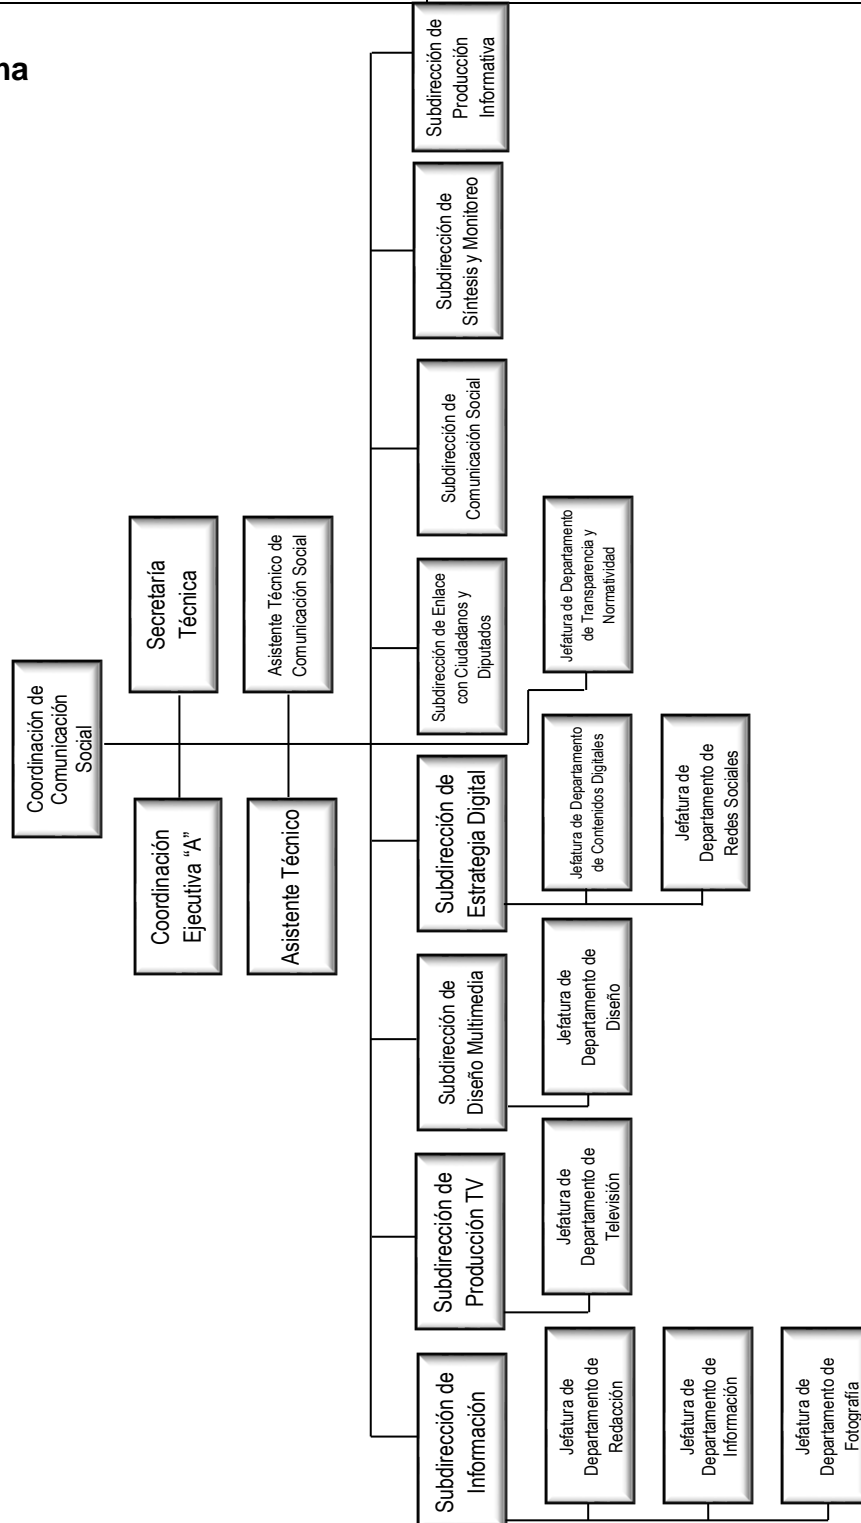 na
Coordinación de
Comunicación
Social
Coordinación
Ejecutiva “A”
Secretaría
Técnica
Asistente Técnico
Asistente Técnico de
Comunicación Social
Subdirección de
Información
Subdirección de
Producción TV
Subdirección de
Diseño Multimedia
Subdirección de
Estrategia Digital
Subdirección de Enlace
con Ciudadanos y
Diputados
Subdirección de
Comunicación Social
Subdirección de
Síntesis y Monitoreo
Subdirección de
Producción
Informativa
Jefatura de
Departamento de
Redacción
Jefatura de
Departamento de
Televisión
Jefatura de
Departamento de
Diseño
Jefatura de Departamento
de Contenidos Digitales
Jefatura de Departamento
de Transparencia y
Normatividad
Jefatura de
Departamento de
Información
Jefatura de
Departamento de
Redes Sociales
Jefatura de
Departamento de
Fotografía